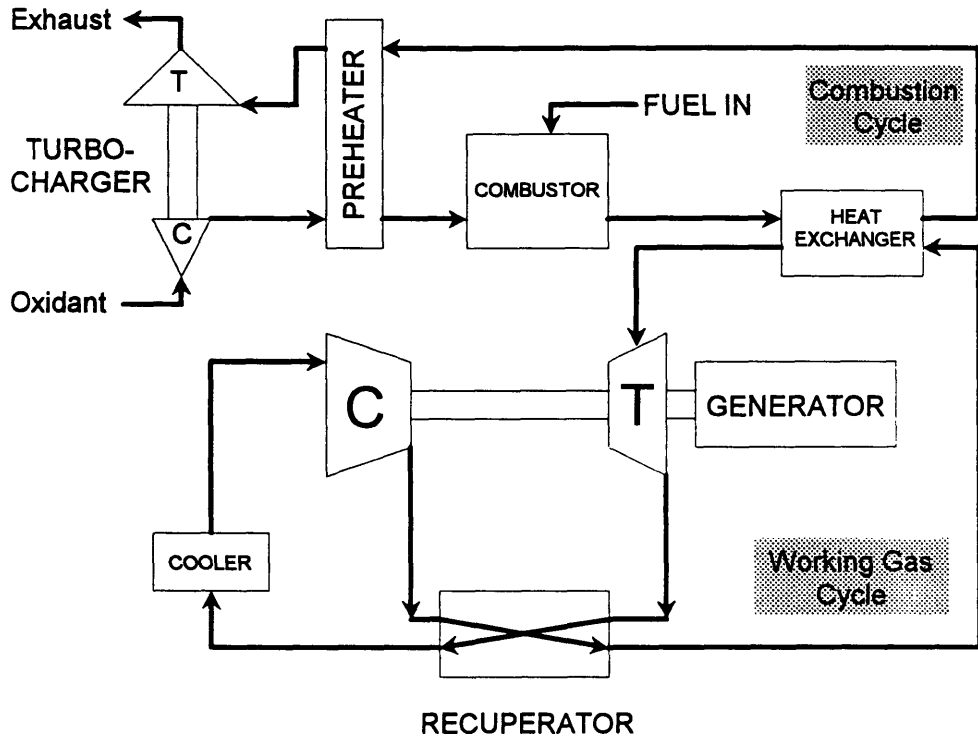 Exhaust
T
TURBO-
CHARGER
C
Oxidant
PREHEATER
FUEL IN
COMBUSTOR
Combustion
Cycle
HEAT
EXCHANGER
C
T
GENERATOR
COOLER
Working Gas
Cycle
RECUPERATOR